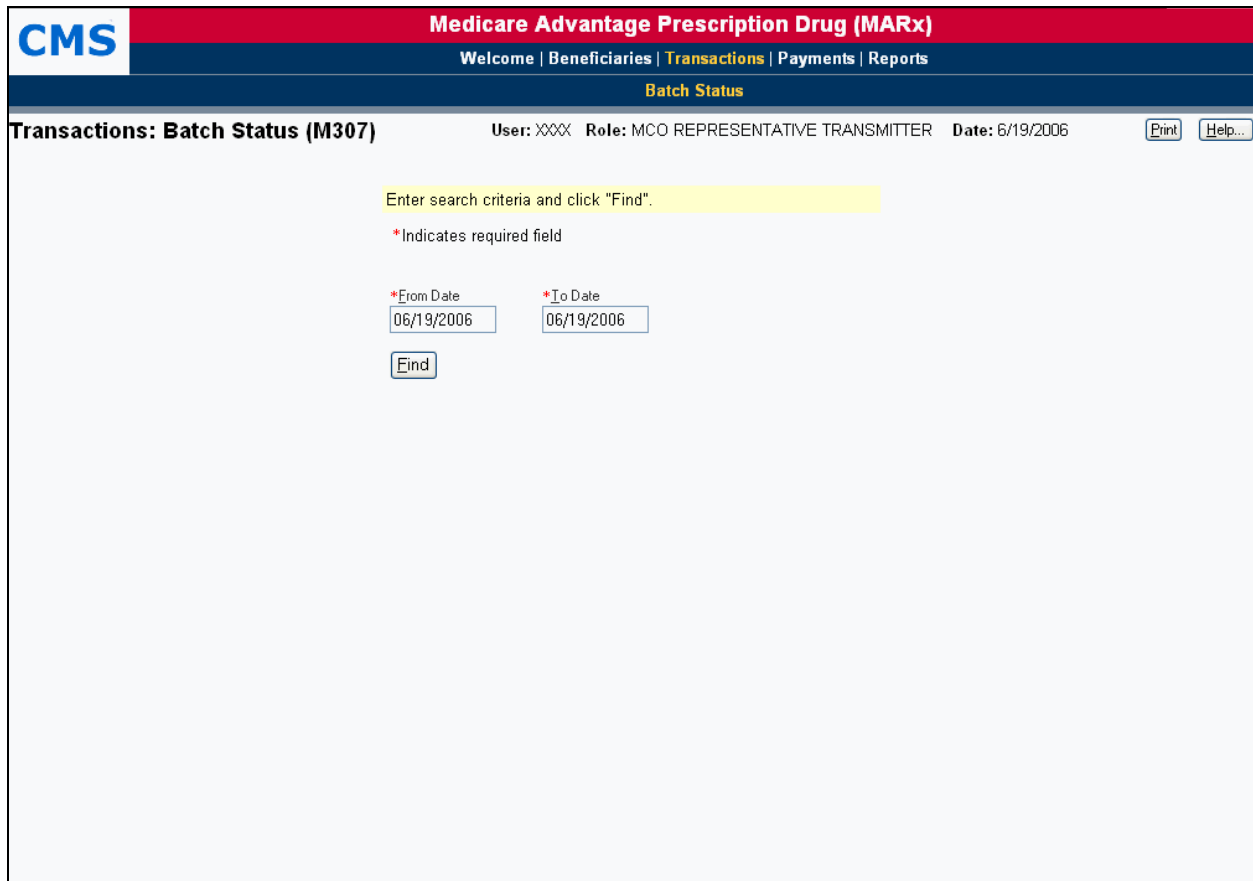 CMS
Medicare Advantage Prescription Drug (MARx)
Welcome | Beneficiaries | Transactions | Payments | Reports
Batch Status
Transactions: Batch Status (M307) User: XXXX Role: MCO REPRESENTATIVE TRANSMITTER Date: 6/19/2006 Print Help...
Enter search criteria and click "Find".
*Indicates required field
*From Date *To Date
06/19/2006 06/19/2006
Find